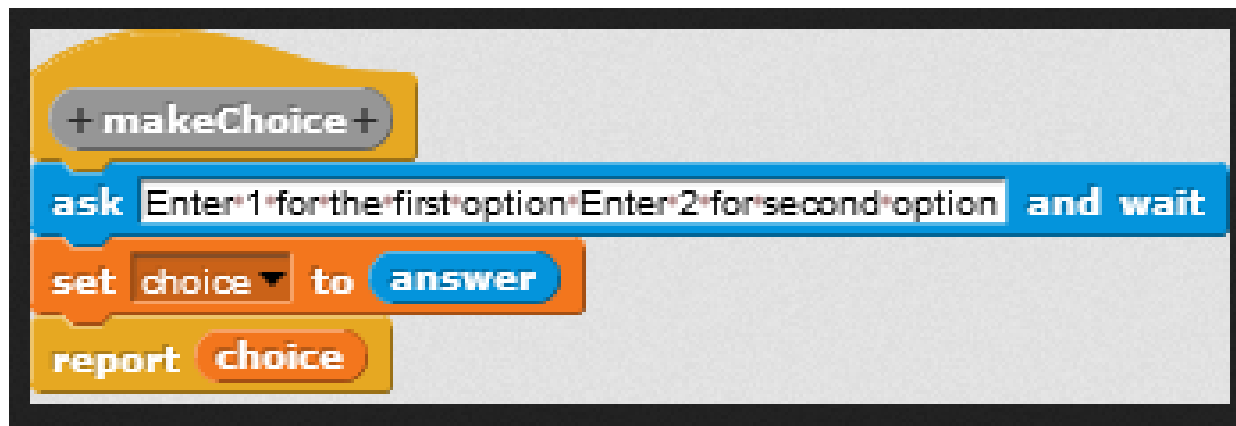 + makeChoice +
ask Enter 1 for the first option Enter 2 for second option and wait
set choice to answer
report choice